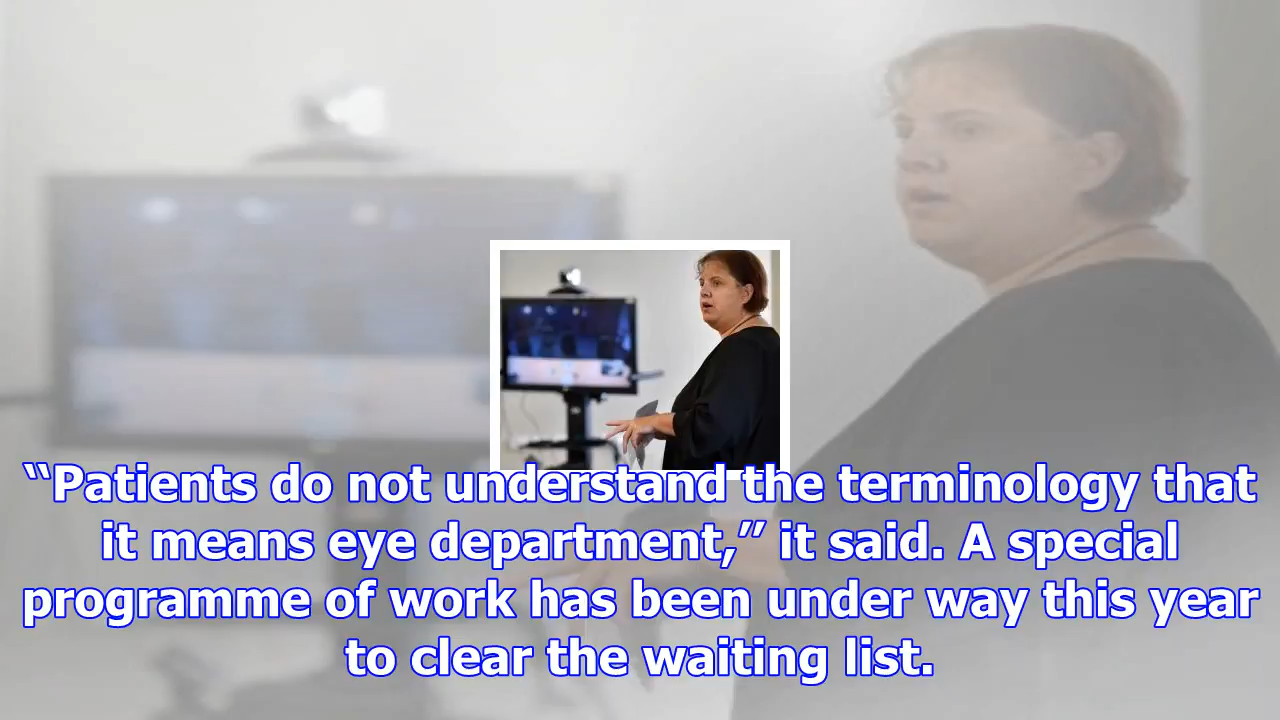 “Patients do not understand the terminology that
it means eye department,” it said. A special
programme of work has been under way this year
to clear the waiting list.